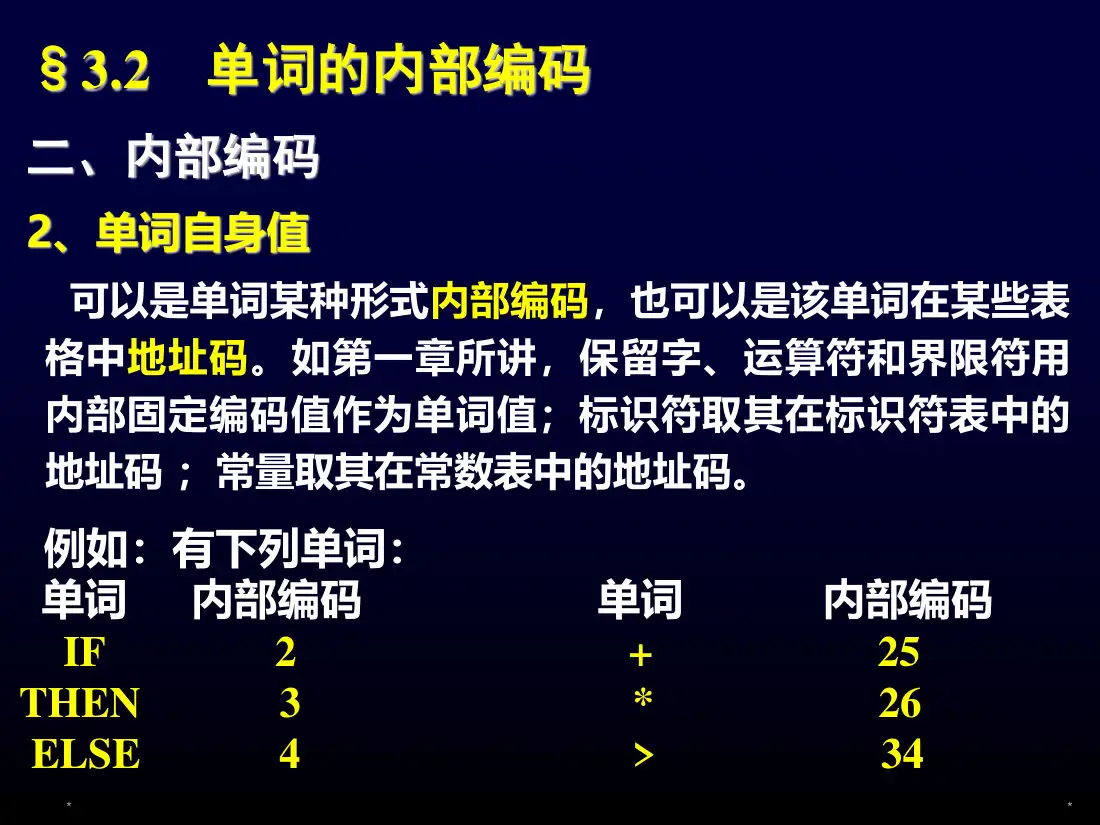 §3.2 单词的内部编码
二、内部编码
2、单词自身值
可以是单词某种形式内部编码，也可以是该单词在某些表
格中地址码。如第一章所讲，保留字、运算符和界限符用
内部固定编码值作为单词值；标识符取其在标识符表中的
地址码 ；常量取其在常数表中的地址码。
例如：有下列单词：
单词 内部编码 单词 内部编码
IF 2 + 25
THEN 3 * 26
ELSE 4 > 34
* *